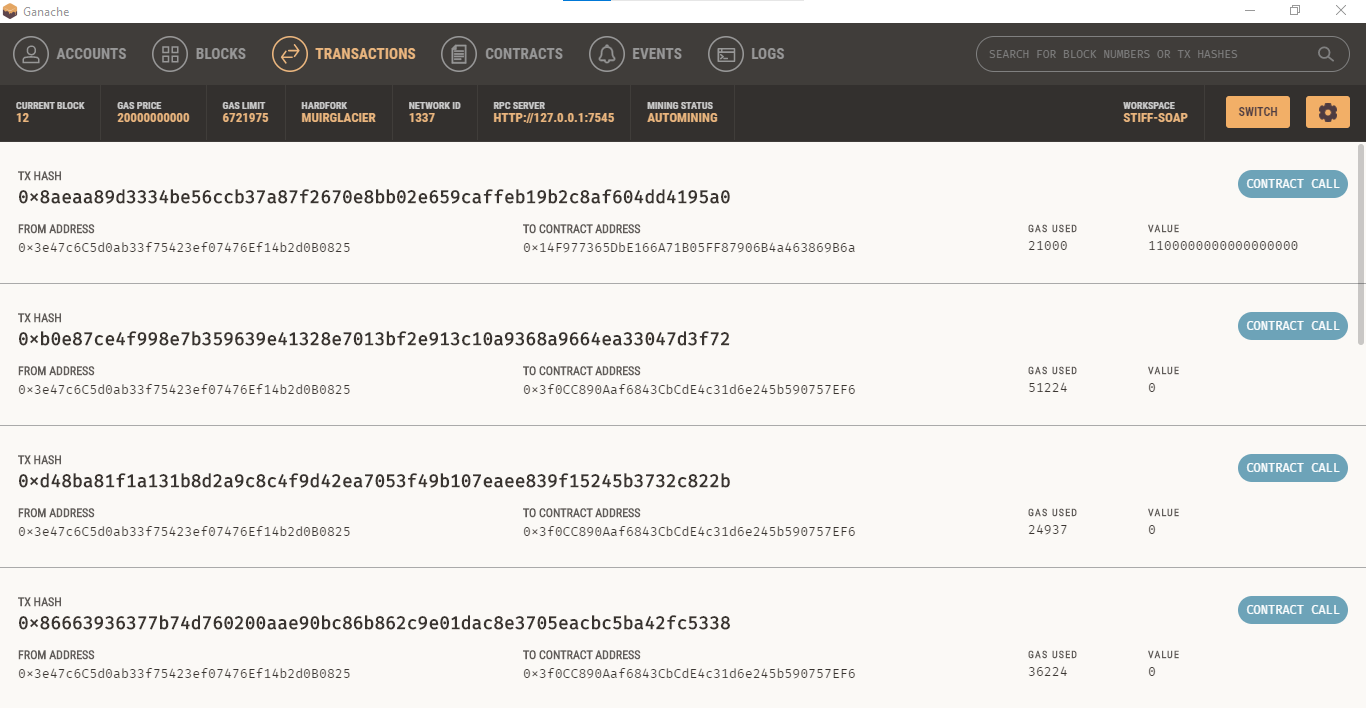 Ganache
ACCOUNTS BLOCKS TRANSACTIONS CONTRACTS EVENTS LOGS SEARCH FOR BLOCK NUMBERS OR TX HASHES
CURRENT BLOCK GAS PRICE GAS LIMIT HARDFORK NETWORK ID RPC SERVER MINING STATUS WORKSPACE
12 20000000000 6721975 MUIRGLACIER 1337 HTTP://127.0.0.1:7545 AUTOMINING STIFF-SOAP SWITCH
TX HASH
0×8aeaa89d3334be56ccb37a87f2670e8bb02e659caffeb19b2c8af604dd4195a0 CONTRACT CALL
FROM ADDRESS TO CONTRACT ADDRESS GAS USED VALUE
0×3e47c6C5d0ab33f75423ef07476Ef14b2d0B0825 0×14F977365DbE166A71B05FF87906B4a463869B6a 21000 1100000000000000000
TX HASH
0×b0e87ce4f998e7b359639e41328e7013bf2e913c10a9368a9664ea33047d3f72 CONTRACT CALL
FROM ADDRESS TO CONTRACT ADDRESS GAS USED VALUE
0×3e47c6C5d0ab33f75423ef07476Ef14b2d0B0825 0×3f0CC890Aaf6843CbCdE4c31d6e245b590757EF6 51224 0
TX HASH
0×d48ba81f1a131b8d2a9c8c4f9d42ea7053f49b107eaee839f15245b3732c822b CONTRACT CALL
FROM ADDRESS TO CONTRACT ADDRESS GAS USED VALUE
0×3e47c6C5d0ab33f75423ef07476Ef14b2d0B0825 0×3f0CC890Aaf6843CbCdE4c31d6e245b590757EF6 24937 0
TX HASH
0×86663936377b74d760200aae90bc86b862c9e01dac8e3705eacbc5ba42fc5338 CONTRACT CALL
FROM ADDRESS TO CONTRACT ADDRESS GAS USED VALUE
0×3e47c6C5d0ab33f75423ef07476Ef14b2d0B0825 0×3f0CC890Aaf6843CbCdE4c31d6e245b590757EF6 36224 0